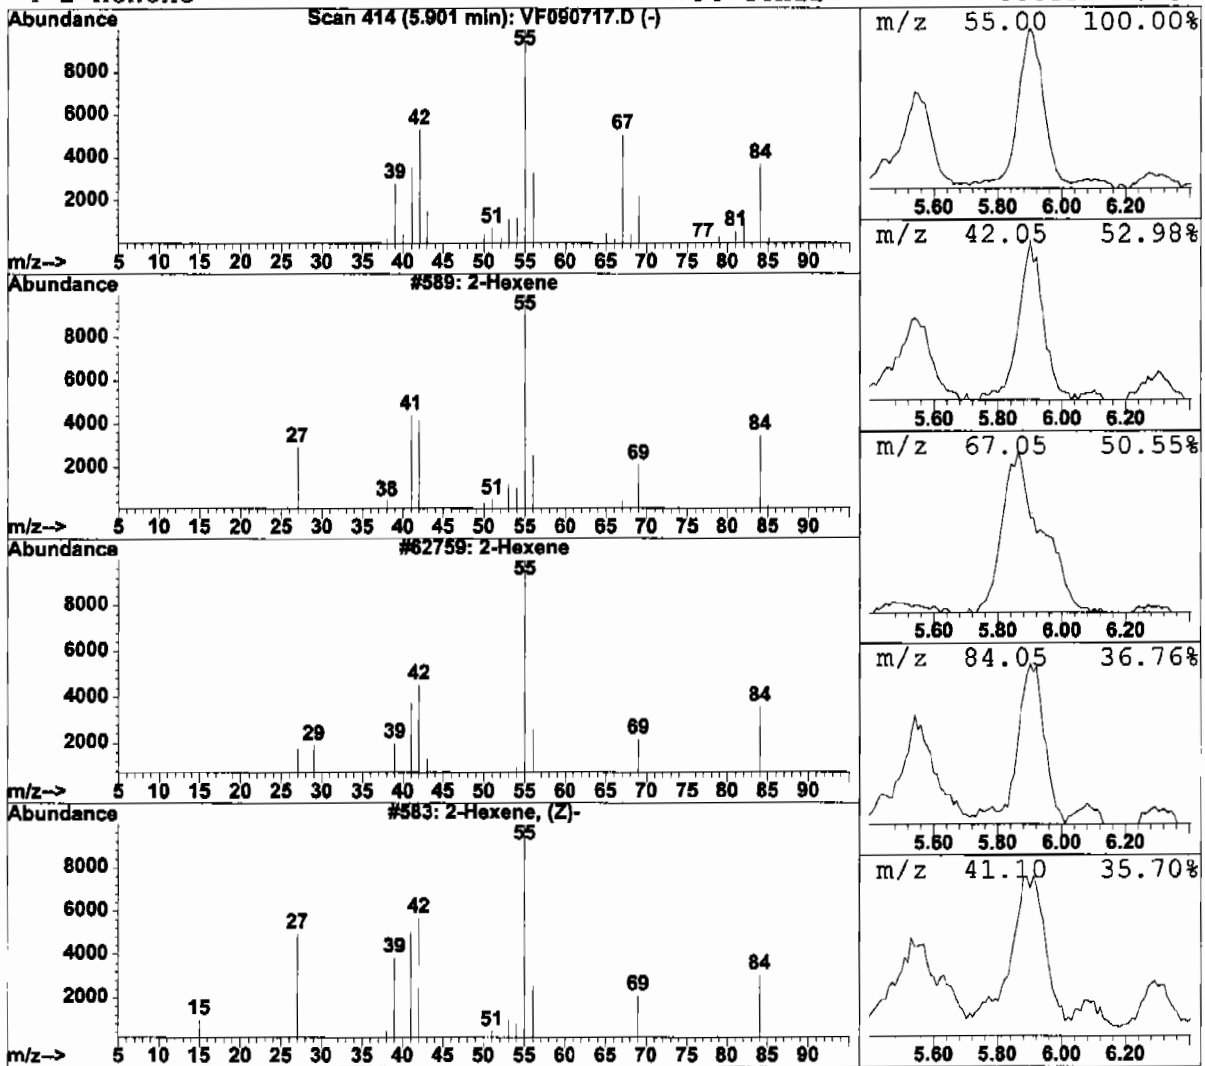 Abundance Scan 414 (5.901 min): VF090717.D (-)
55
8000
6000
42
67
4000
84
39
2000
51
77
81
m/z--> 5 10 15 20 25 30 35 40 45 50 55 60 65 70 75 80 85 90
Abundance #589: 2-Hexene
55
8000
6000
41
4000
84
27
2000
69
38
51
m/z--> 5 10 15 20 25 30 35 40 45 50 55 60 65 70 75 80 85 90
Abundance #62759: 2-Hexene
55
8000
6000
42
4000
84
29
39
69
2000
m/z--> 5 10 15 20 25 30 35 40 45 50 55 60 65 70 75 80 85 90
Abundance #583: 2-Hexene, (Z)-
55
8000
6000
42
27
4000
39
84
2000
69
15
51
m/z--> 5 10 15 20 25 30 35 40 45 50 55 60 65 70 75 80 85 90
m/z 55.00 100.00%
5.60 5.80 6.00 6.20
m/z 42.05 52.98%
5.60 5.80 6.00 6.20
m/z 67.05 50.55%
5.60 5.80 6.00 6.20
m/z 84.05 36.76%
5.60 5.80 6.00 6.20
m/z 41.10 35.70%
5.60 5.80 6.00 6.20